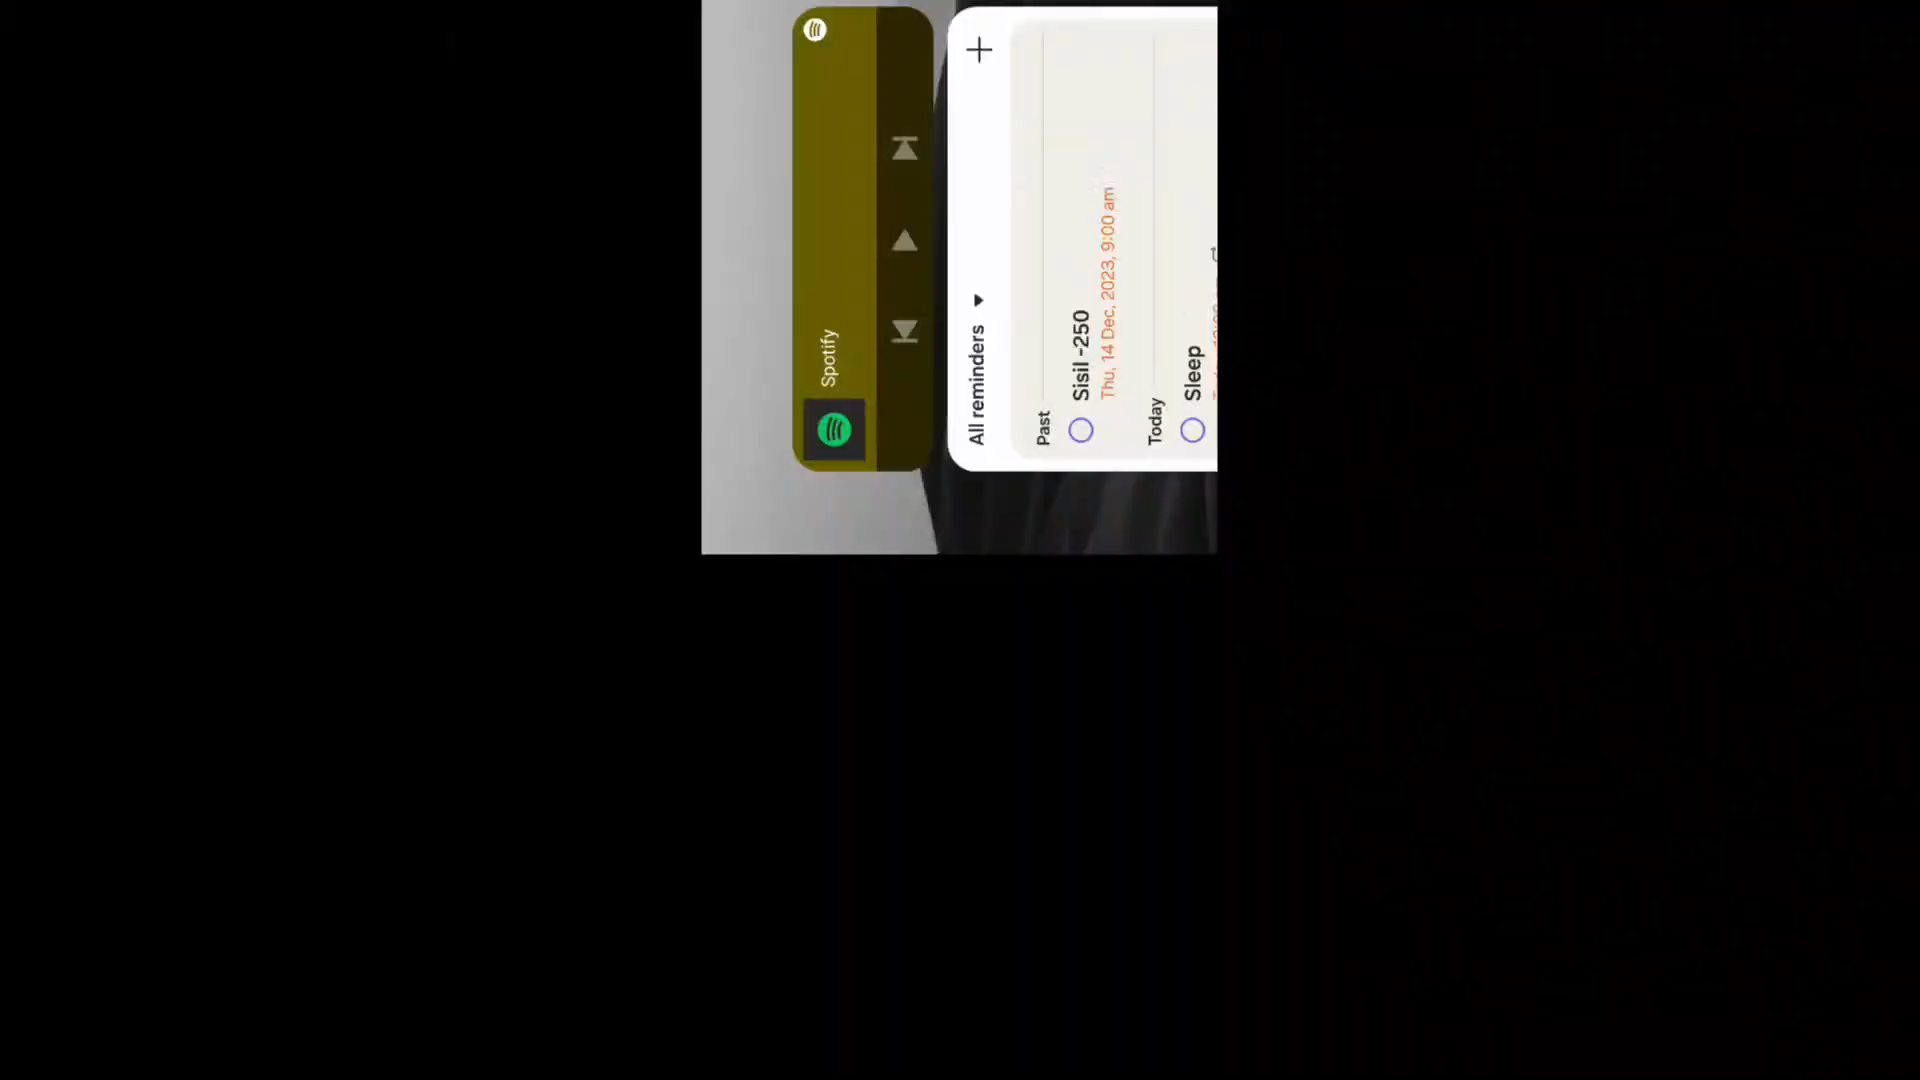 Spotify
All reminders
Past
Sisil -250
Thu, 14 Dec, 2023, 9:00 am
Today
Sleep